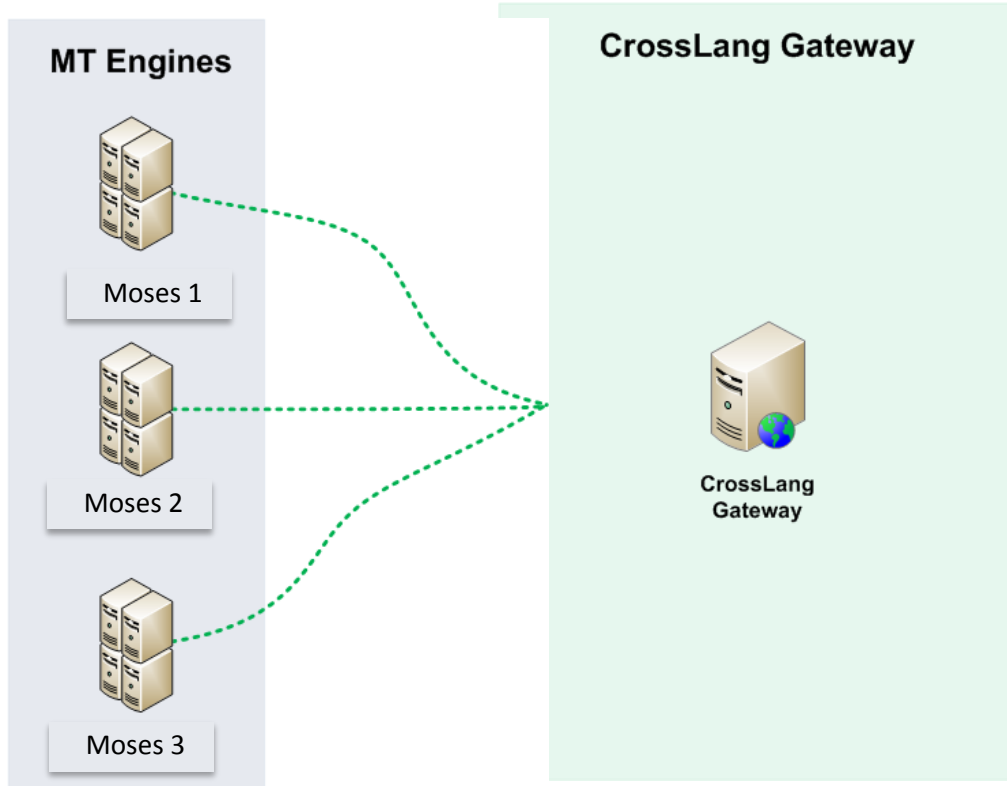 MT Engines
CrossLang Gateway
Moses 1
Moses 2
Moses 3
CrossLang
Gateway